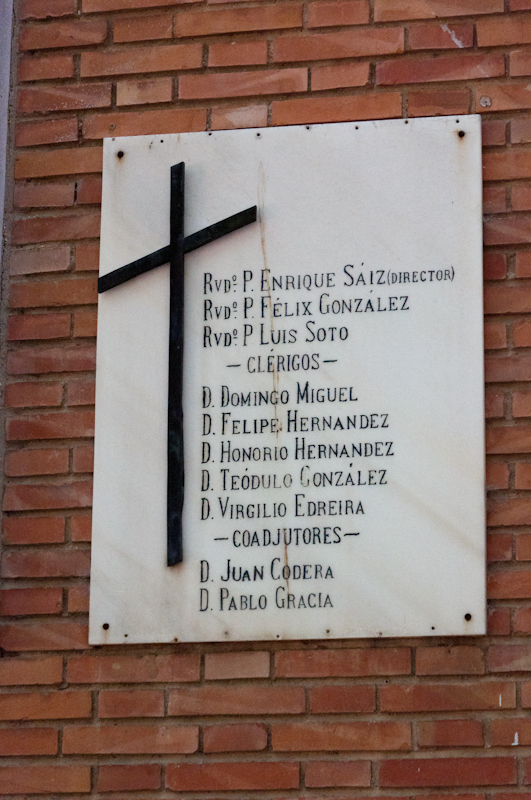 RVDº. P. ENRIQUE SÁIZ (DIRECTOR)
RVDº. P. FÉLIX GONZÁLEZ
RVDº. P. LUIS SOTO
—CLÉRIGOS—
D. DOMINGO MIGUEL
D. FELIPE HERNANDEZ
D. HONORIO HERNANDEZ
D. TEÓDULO GONZÁLEZ
D. VIRGILIO EDREIRA
—COADJUTORES—
D. JUAN CODERA
D. PABLO GRACIA